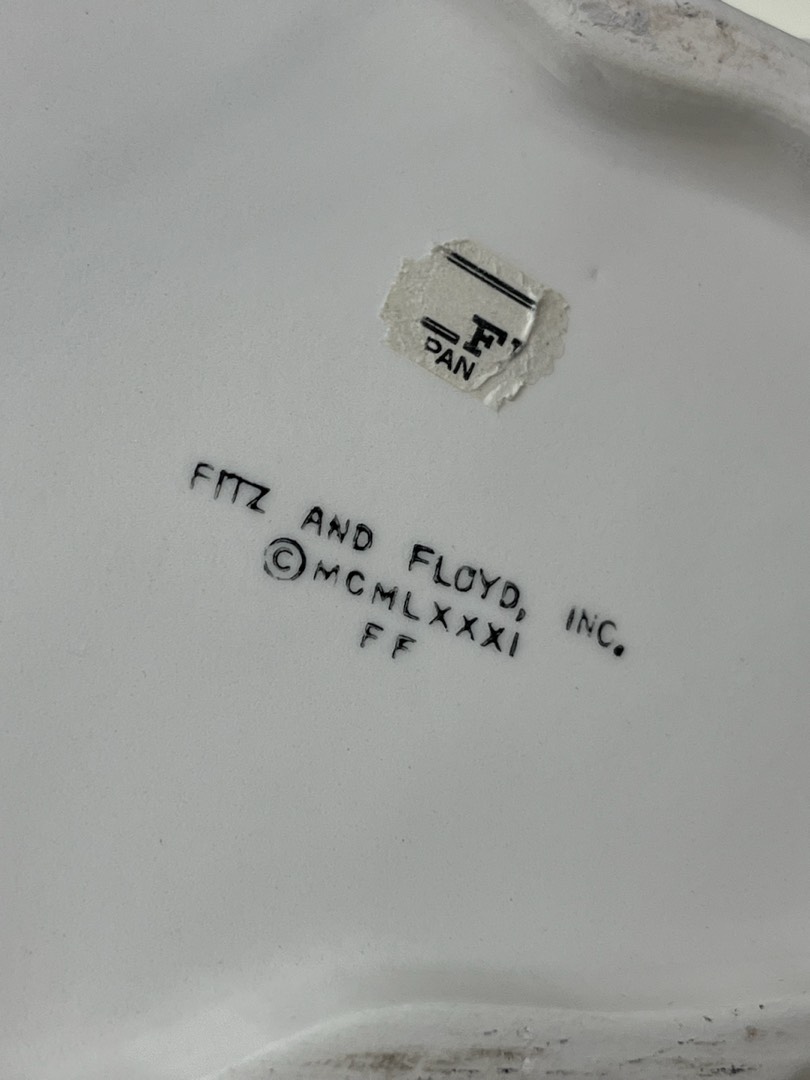 F
PAN
FITZ AND FLOYD, INC.
©MCMLXXXI
FF